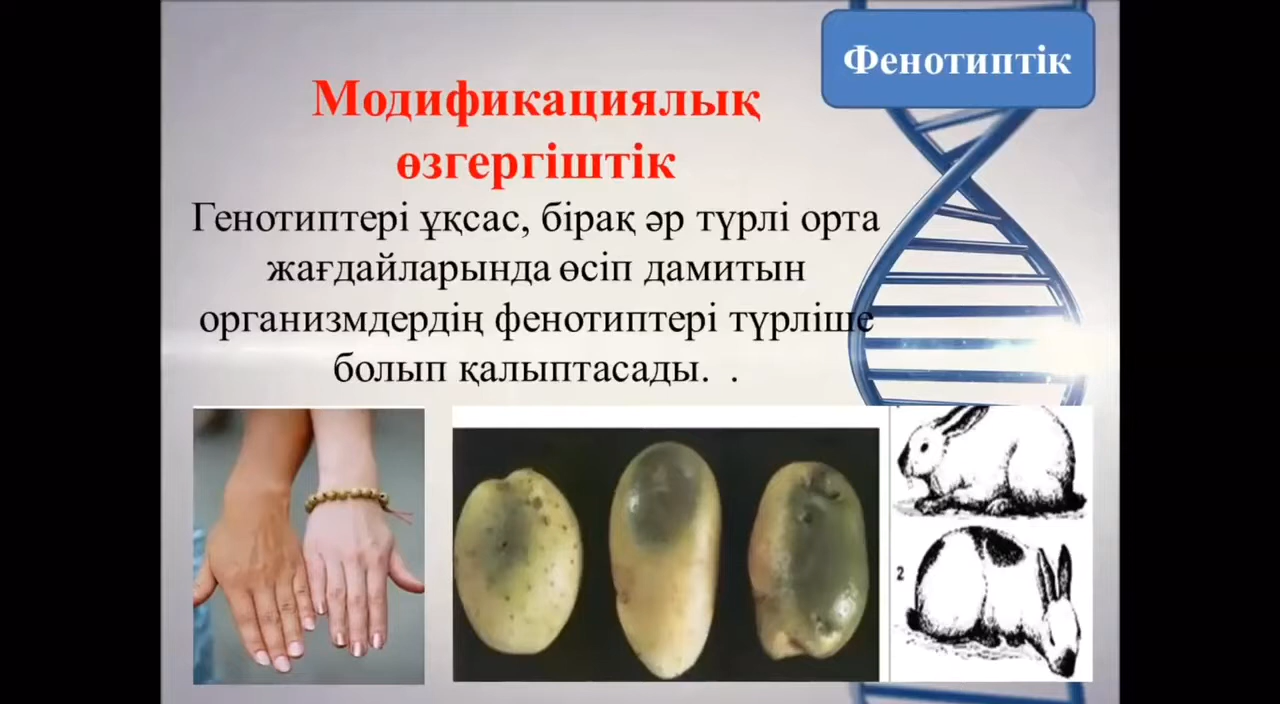 Фенотиптік
Модификациялық
өзгергіштік
Генотиптері ұқсас, бірақ әр түрлі орта
жағдайларында өсіп дамитын
организмдердің фенотиптері түрліше
болып қалыптасады.  .
2